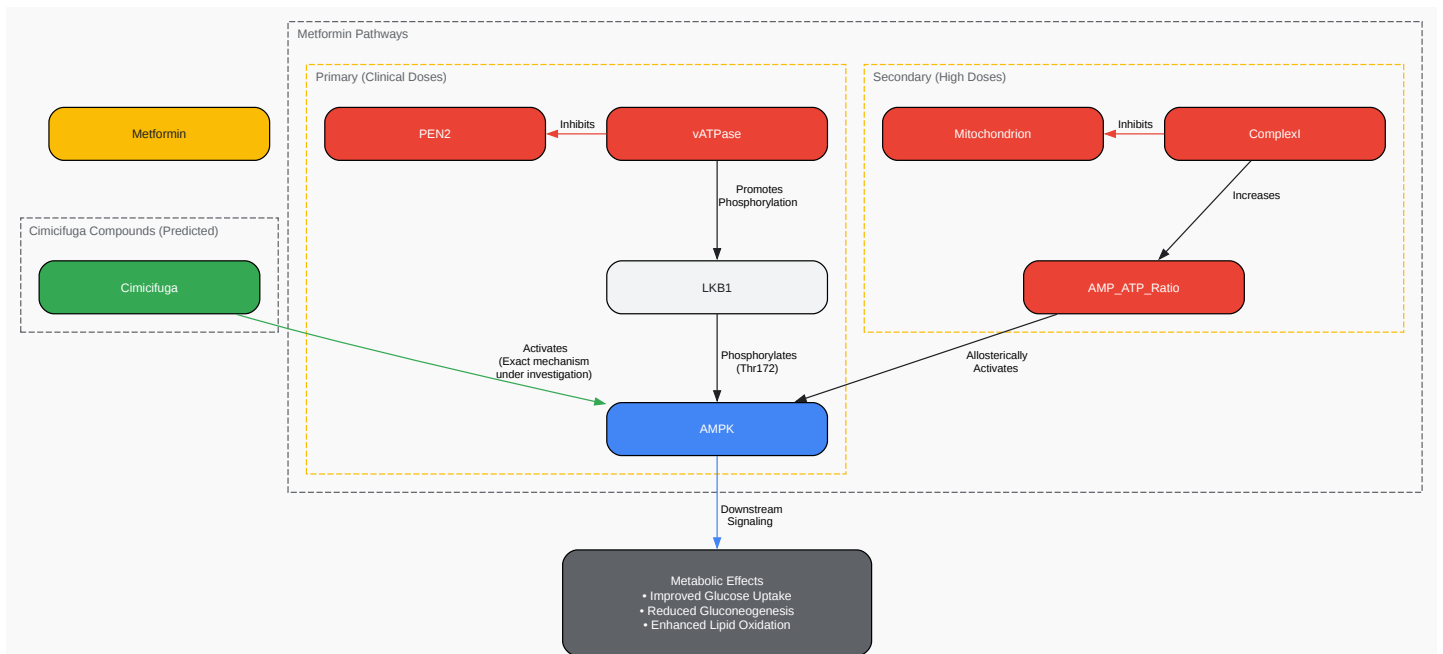 Metformin Pathways
Primary (Clinical Doses)
Secondary (High Doses)
Metformin
PEN2
Inhibits
vATPase
Mitochondrion
Inhibits
ComplexI
Promotes
Phosphorylation
Increases
Cimicifuga Compounds (Predicted)
Cimicifuga
LKB1
AMP_ATP_Ratio
Activates
(Exact mechanism
under investigation)
Phosphorylates
(Thr172)
Allosterically
Activates
AMPK
Downstream
Signaling
Metabolic Effects
• Improved Glucose Uptake
• Reduced Gluconeogenesis
• Enhanced Lipid Oxidation